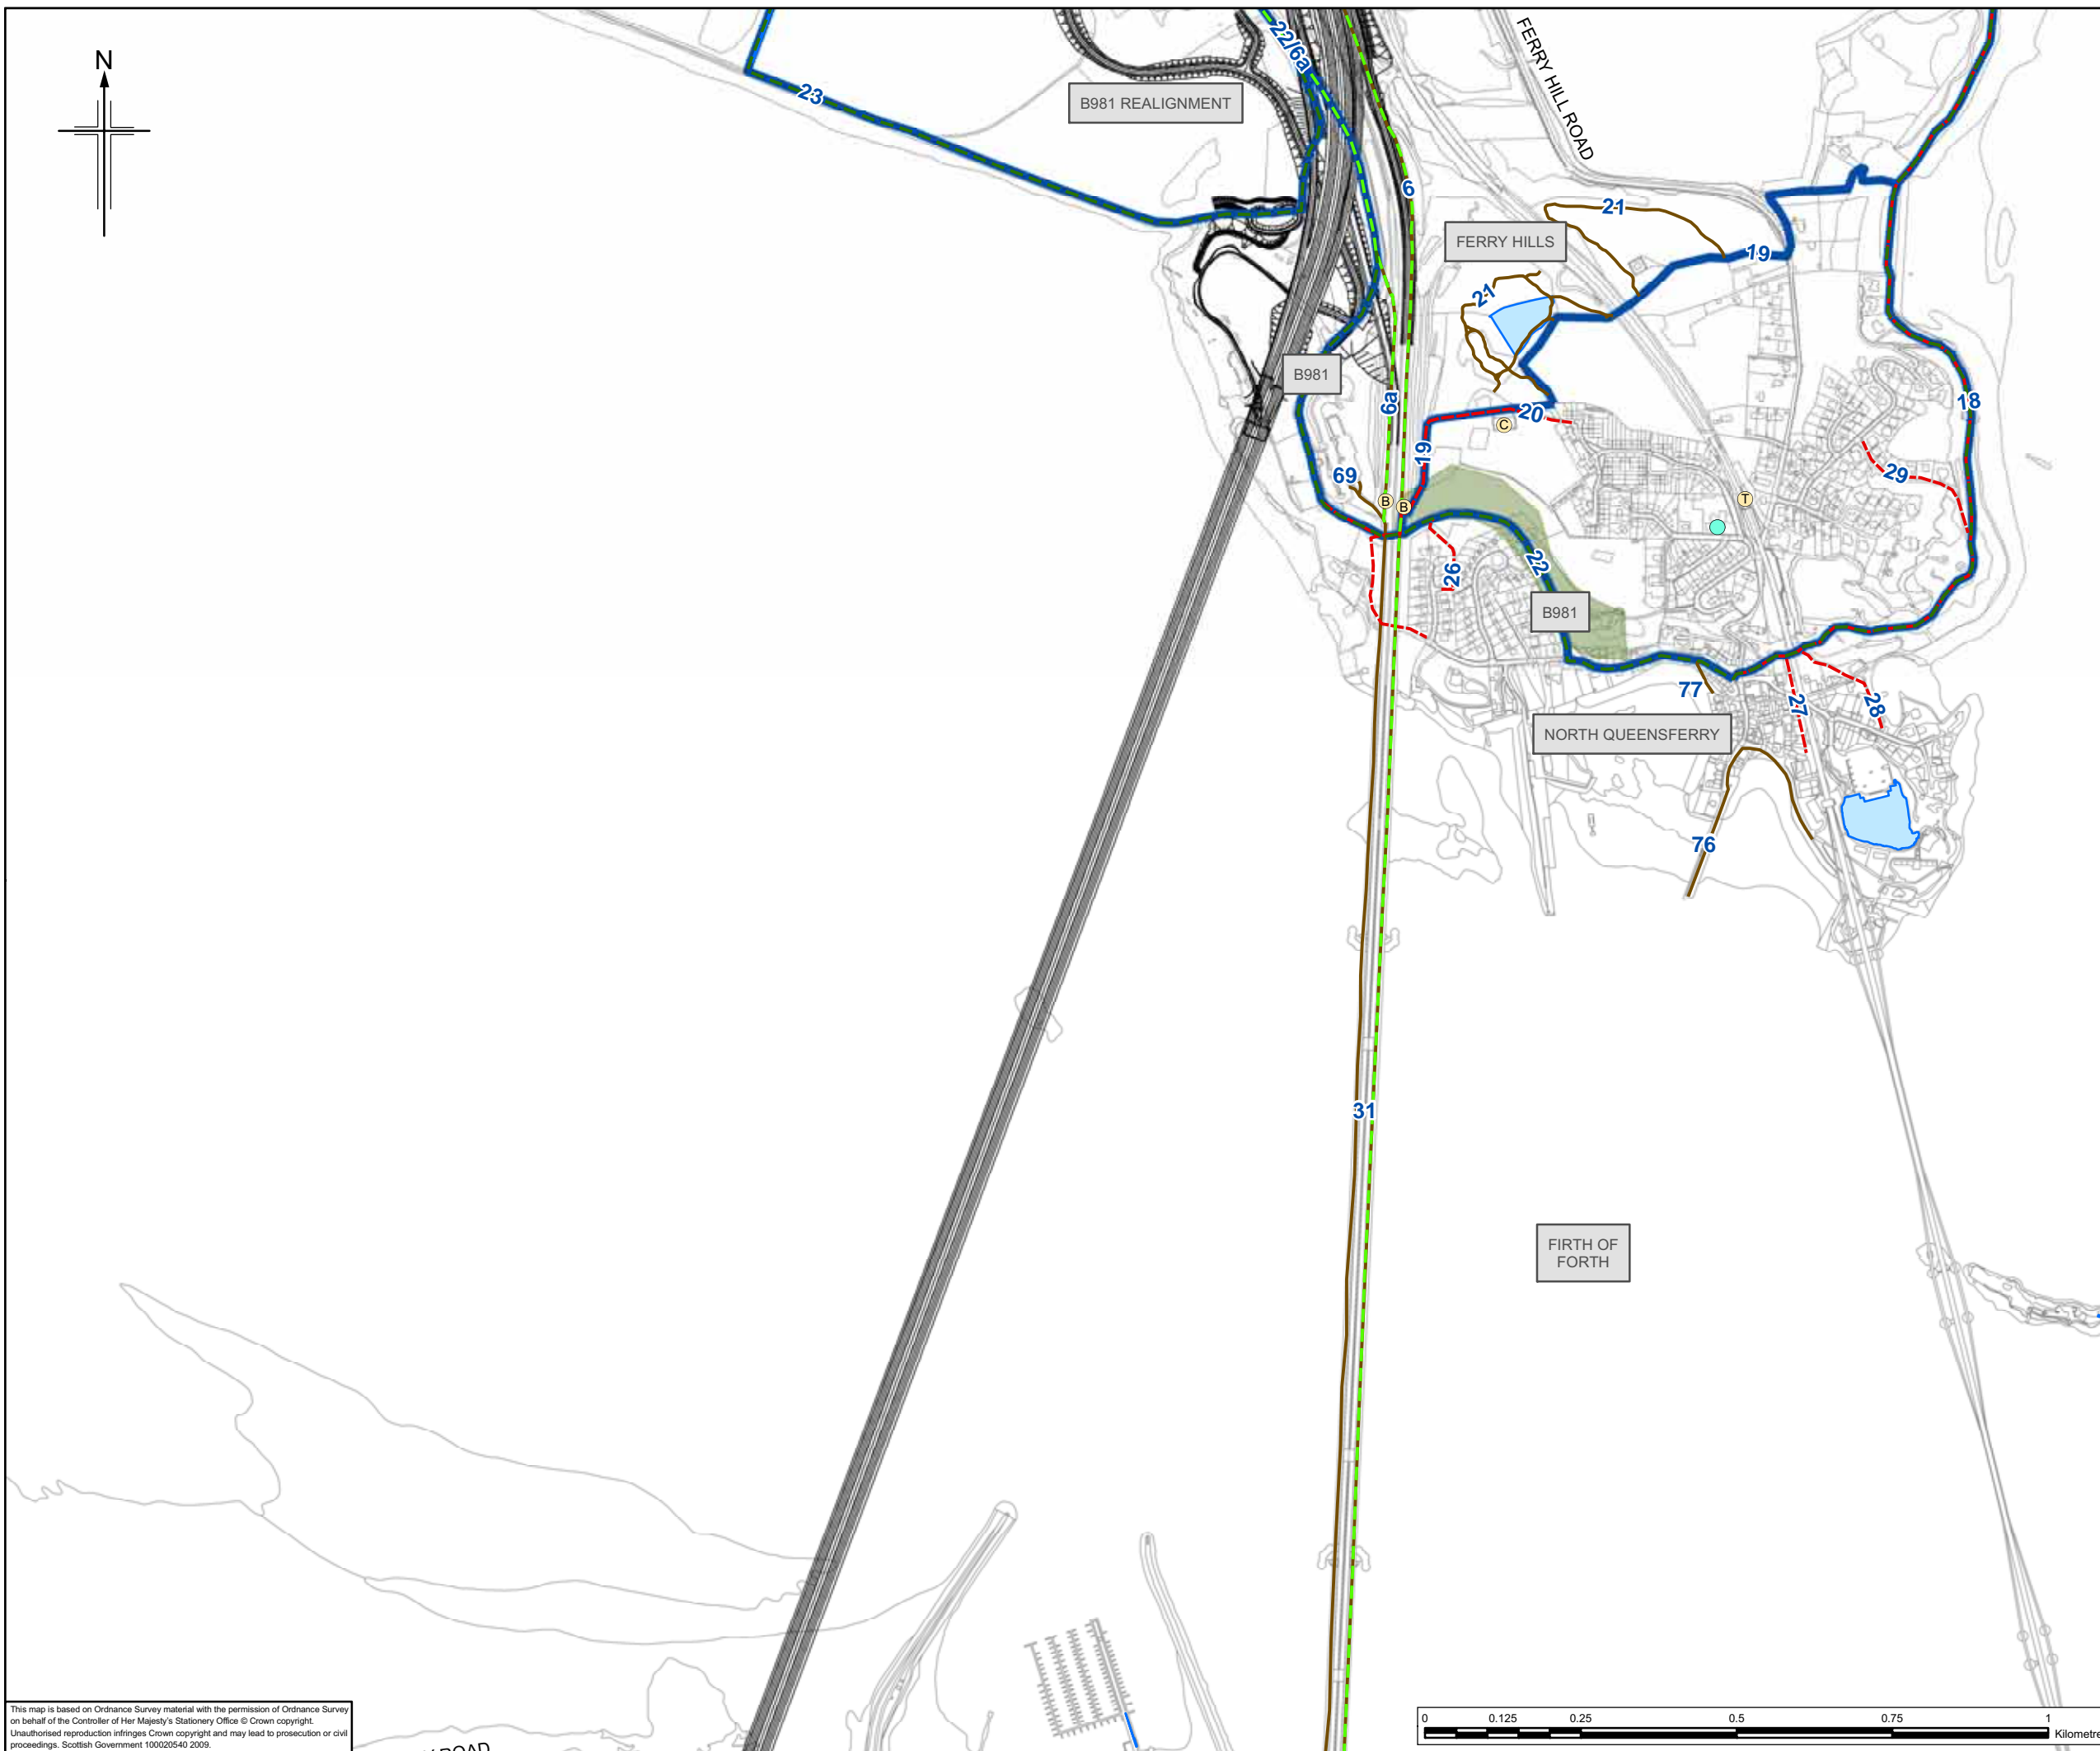 N
23
22/6a
B981 REALIGNMENT
FERRY HILL ROAD
6
21
FERRY HILLS
19
21
B981
6a
20
C
18
19
69
B
B
29
T
26
22
B981
77
27
28
NORTH QUEENSFERRY
76
31
FIRTH OF
FORTH
This map is based on Ordnance Survey material with the permission of Ordnance Survey
on behalf of the Controller of Her Majesty's Stationery Office © Crown copyright.
Unauthorised reproduction infringes Crown copyright and may lead to prosecution or civil
proceedings. Scottish Government 100020540 2009.
ROAD
0 0.125 0.25 0.5 0.75 1
Kilometre